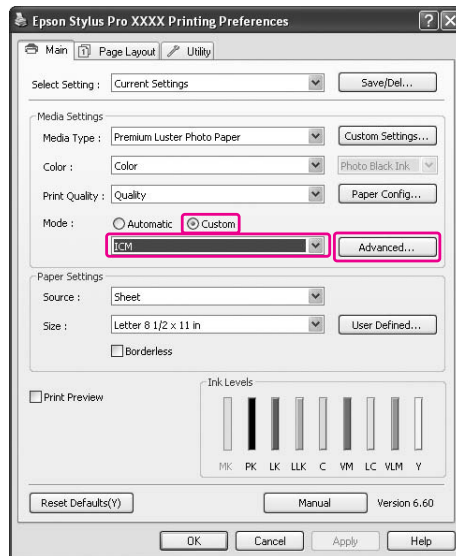 Epson Stylus Pro XXXX Printing Preferences
Main Page Layout Utility
Select Setting : Current Settings Save/Del...
Media Settings
Media Type : Premium Luster Photo Paper Custom Settings...
Color : Color Photo Black Ink
Print Quality : Quality Paper Config...
Mode : Automatic Custom
ICM Advanced...
Paper Settings
Source : Sheet
Size : Letter 8 1/2 x 11 in User Defined...
Borderless
Print Preview
Ink Levels
MK PK LK LLK C VM LC VLM Y
Reset Defaults(Y) Manual Version 6.60
OK Cancel Apply Help